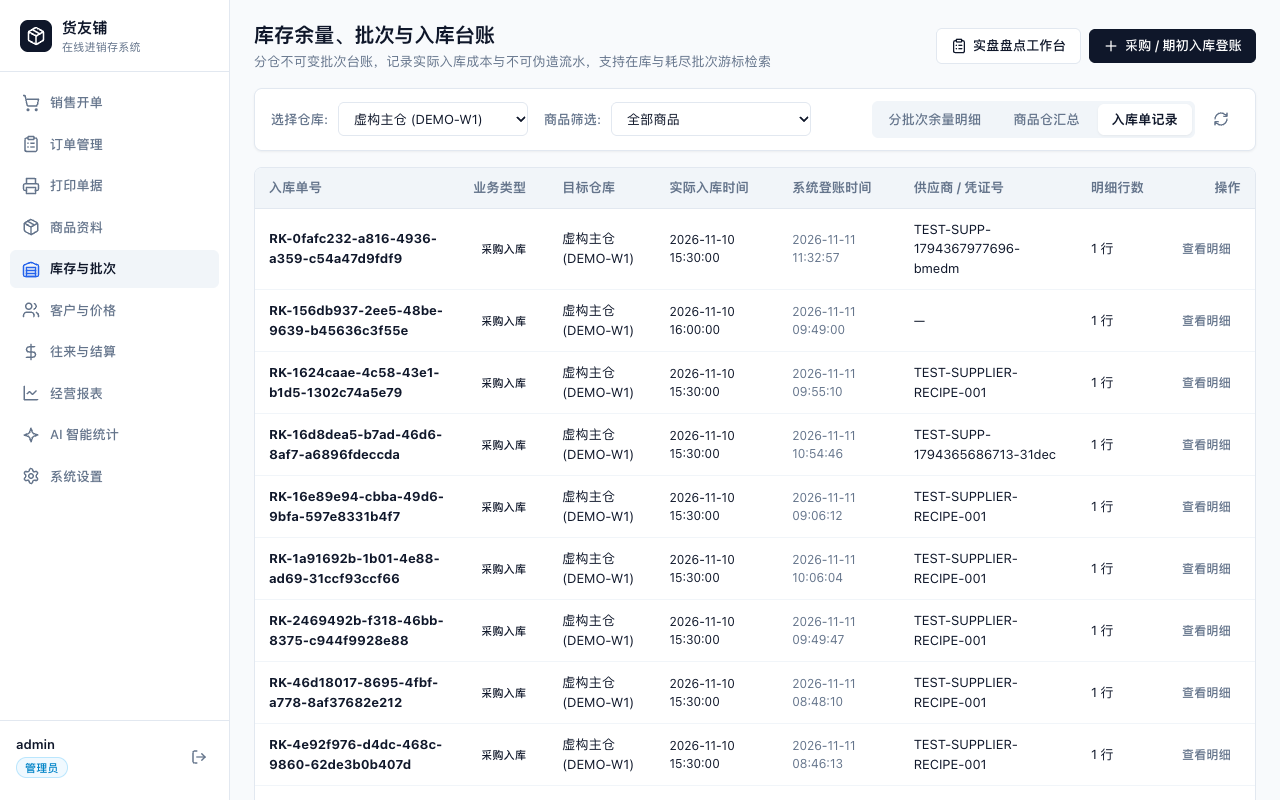 货友铺
在线进销存系统
销售开单
订单管理
打印单据
商品资料
库存与批次
客户与价格
往来与结算
经营报表
AI 智能统计
系统设置
admin
管理员
库存余量、批次与入库台账
分仓不可变批次台账，记录实际入库成本与不可伪造流水，支持在库与耗尽批次游标检索
实盘盘点工作台
采购 / 期初入库登账
选择仓库: 虚构主仓 (DEMO-W1) 商品筛选: 全部商品 分批次余量明细 商品仓汇总 入库单记录
入库单号 业务类型 目标仓库 实际入库时间 系统登账时间 供应商 / 凭证号 明细行数 操作
RK-0fafc232-a816-4936-
a359-c54a47d9fdf9
采购入库
虚构主仓
(DEMO-W1)
2026-11-10
15:30:00
2026-11-11
11:32:57
TEST-SUPP-
1794367977696-
bmedm
1 行
查看明细
RK-156db937-2ee5-48be-
9639-b45636c3f55e
采购入库
虚构主仓
(DEMO-W1)
2026-11-10
16:00:00
2026-11-11
09:49:00
—
1 行
查看明细
RK-1624caae-4c58-43e1-
b1d5-1302c74a5e79
采购入库
虚构主仓
(DEMO-W1)
2026-11-10
15:30:00
2026-11-11
09:55:10
TEST-SUPPLIER-
RECIPE-001
1 行
查看明细
RK-16d8dea5-b7ad-46d6-
8af7-a6896fdeccda
采购入库
虚构主仓
(DEMO-W1)
2026-11-10
15:30:00
2026-11-11
10:54:46
TEST-SUPP-
1794365686713-31dec
1 行
查看明细
RK-16e89e94-cbba-49d6-
9bfa-597e8331b4f7
采购入库
虚构主仓
(DEMO-W1)
2026-11-10
15:30:00
2026-11-11
09:06:12
TEST-SUPPLIER-
RECIPE-001
1 行
查看明细
RK-1a91692b-1b01-4e88-
ad69-31ccf93ccf66
采购入库
虚构主仓
(DEMO-W1)
2026-11-10
15:30:00
2026-11-11
10:06:04
TEST-SUPPLIER-
RECIPE-001
1 行
查看明细
RK-2469492b-f318-46bb-
8375-c944f9928e88
采购入库
虚构主仓
(DEMO-W1)
2026-11-10
15:30:00
2026-11-11
09:49:47
TEST-SUPPLIER-
RECIPE-001
1 行
查看明细
RK-46d18017-8695-4fbf-
a778-8af37682e212
采购入库
虚构主仓
(DEMO-W1)
2026-11-10
15:30:00
2026-11-11
08:48:10
TEST-SUPPLIER-
RECIPE-001
1 行
查看明细
RK-4e92f976-d4dc-468c-
9860-62de3b0b407d
采购入库
虚构主仓
(DEMO-W1)
2026-11-10
15:30:00
2026-11-11
08:46:13
TEST-SUPPLIER-
RECIPE-001
1 行
查看明细